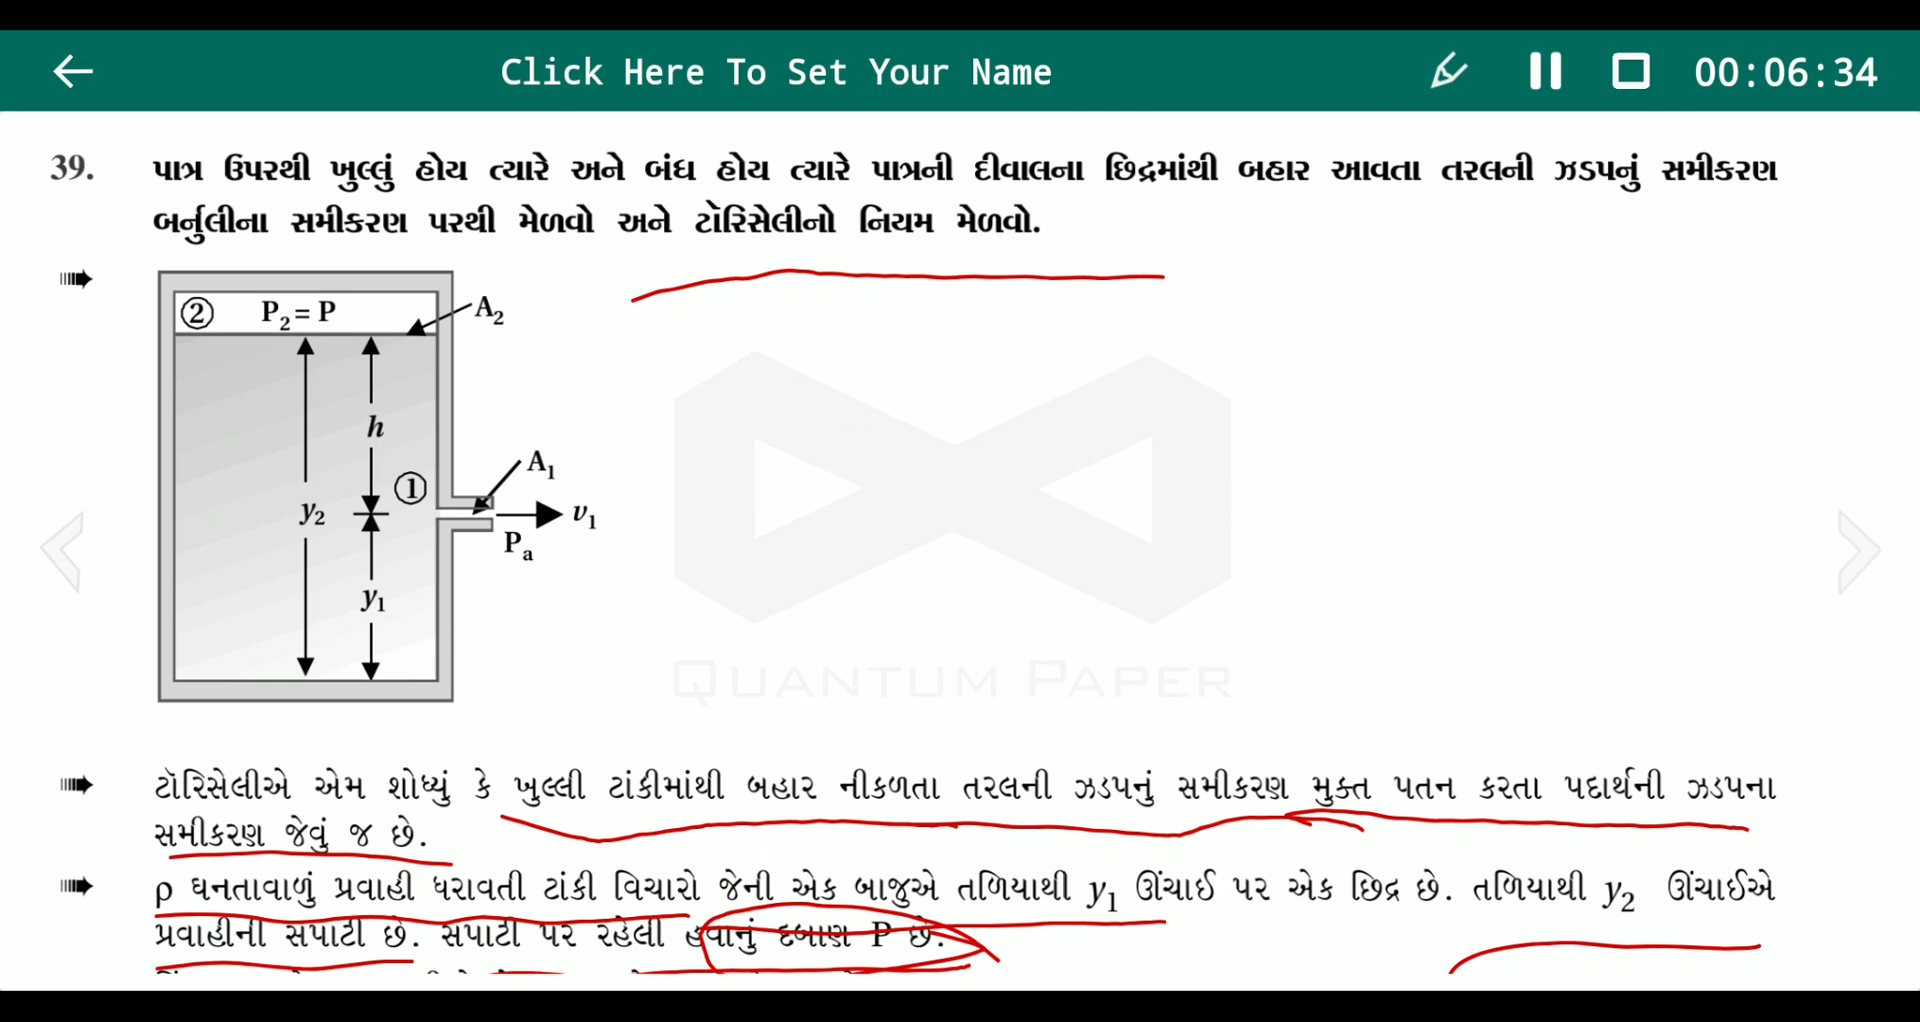 Click Here To Set Your Name 00:06:34
39. પાત્ર ઉપરથી ખુલ્લું હોય ત્યારે અને બંધ હોય ત્યારે પાત્રની દીવાલના છિદ્રમાંથી બહાર આવતા તરલની ઝડપનું સમીકરણ
બર્નુલીના સમીકરણ પરથી મેળવો અને ટૉરિસેલીનો નિયમ મેળવો.
② P₂ = P
A₂
h
A₁
①
y₂
v₁
Pₐ
y₁
QUANTUM PAPER
ટૉરિસેલીએ એમ શોધ્યું કે ખુલ્લી ટાંકીમાંથી બહાર નીકળતા તરલની ઝડપનું સમીકરણ મુક્ત પતન કરતા પદાર્થની ઝડપના
સમીકરણ જેવું જ છે.
ρ ઘનતાવાળું પ્રવાહી ધરાવતી ટાંકી વિચારો જેની એક બાજુએ તળિયાથી y₁ ઊંચાઈ પર એક છિદ્ર છે. તળિયાથી y₂ ઊંચાઈએ
પ્રવાહીની સપાટી છે. સપાટી પર રહેલી હવાનું દબાણ P છે.